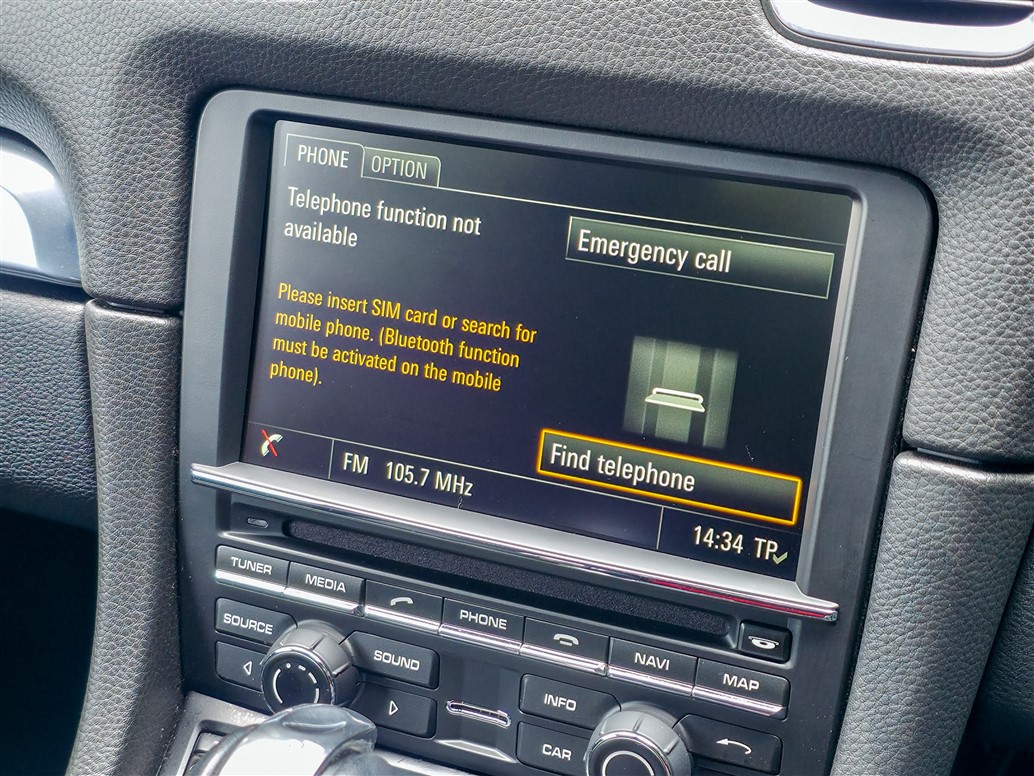 PHONE OPTION
Telephone function not
available
Emergency call
Please insert SIM card or search for
mobile phone. (Bluetooth function
must be activated on the mobile
phone).
Find telephone
FM 105.7 MHz
14:34 TP
TUNER MEDIA PHONE NAVI MAP
SOURCE SOUND INFO
CAR